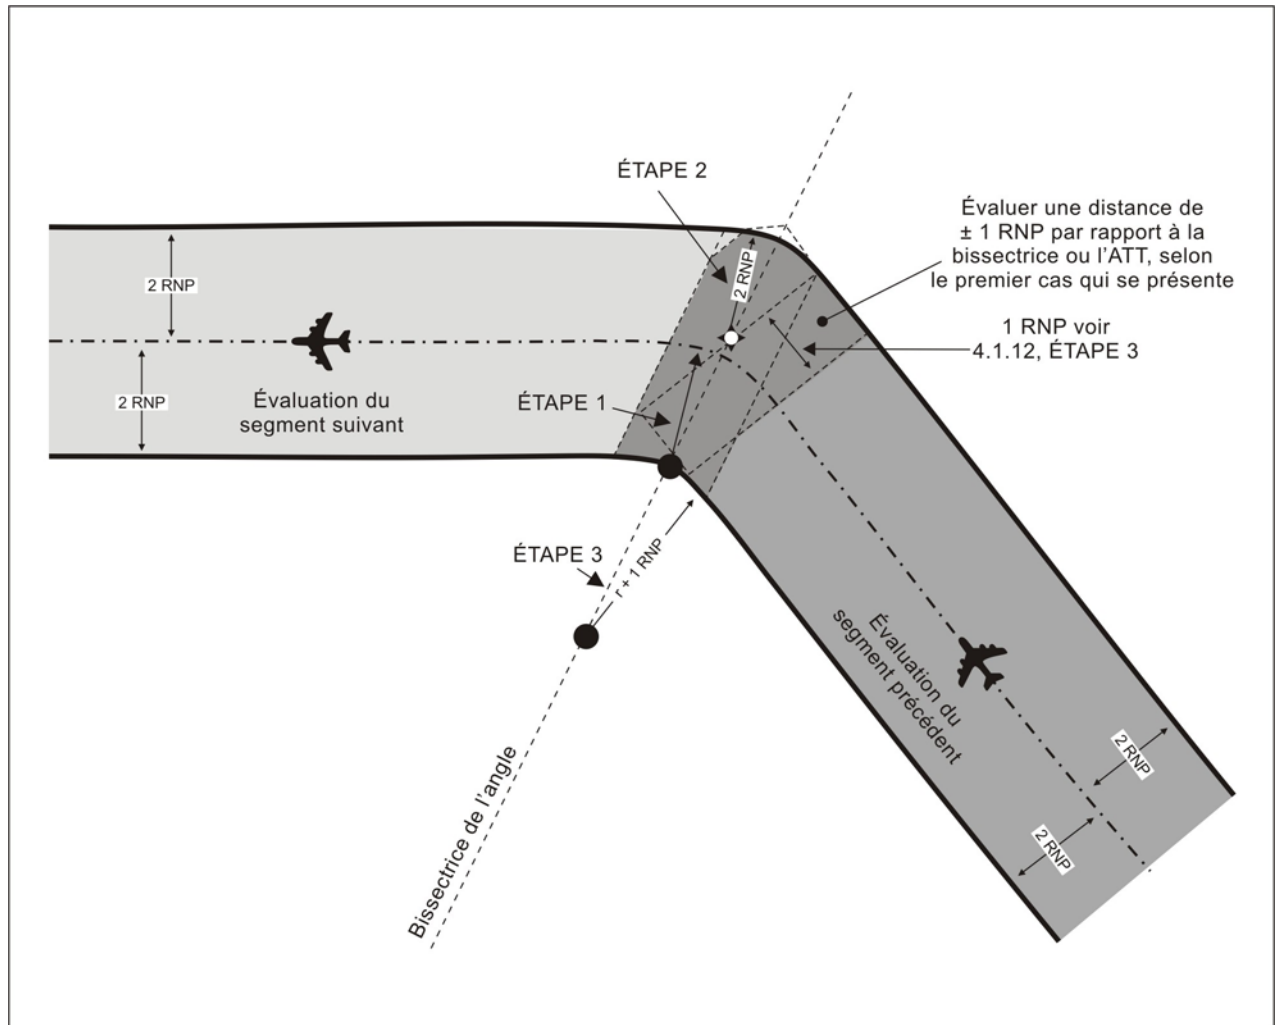 ÉTAPE 2
Évaluer une distance de
± 1 RNP par rapport à la
bissectrice ou l'ATT, selon
le premier cas qui se présente
2 RNP
2 RNP
1 RNP voir
4.1.12, ÉTAPE 3
2 RNP
Évaluation du
segment suivant
ÉTAPE 1
ÉTAPE 3
r + 1 RNP
Évaluation du
segment précédent
2 RNP
2 RNP
Bissectrice de l'angle